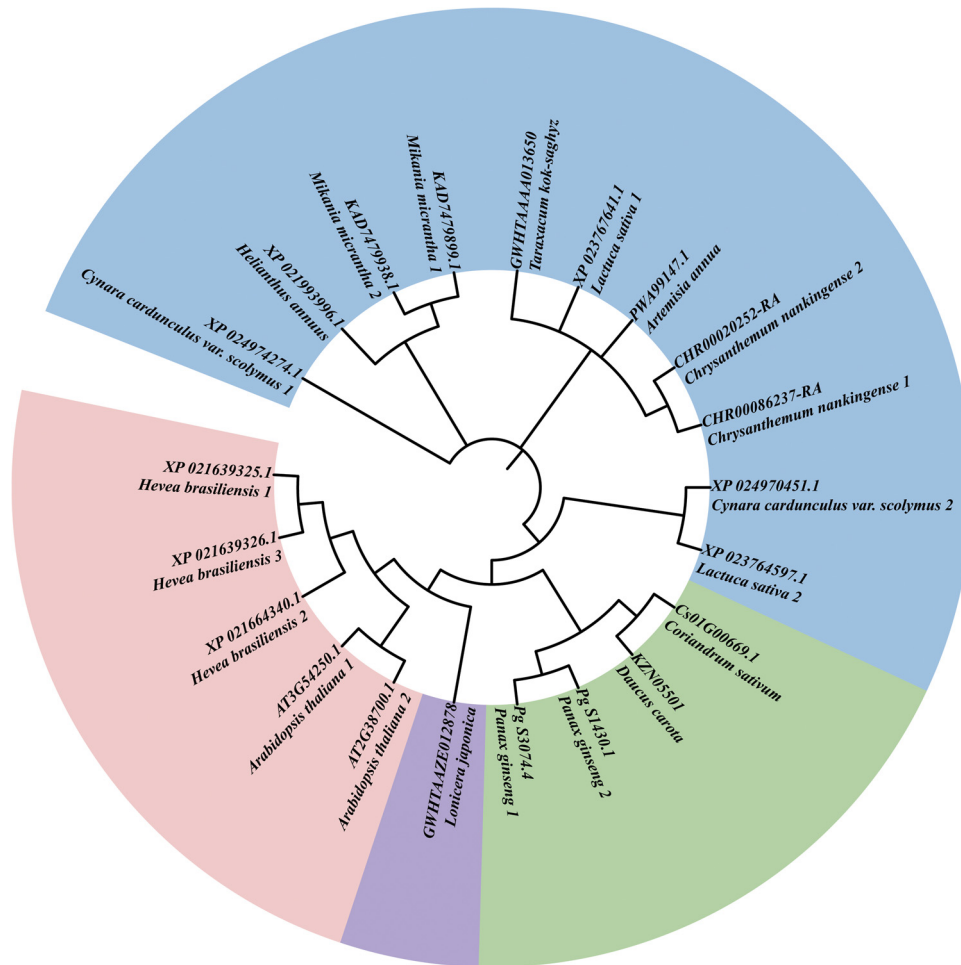 XP 024974274.1
Cynara cardunculus var. scolymus 1
XP 021993996.1
Helianthus annuus
KAD7479938.1
Mikania micrantha 2
KAD7479899.1
Mikania micrantha 1
GWHTAAAA013650
Taraxacum kok-saghyz
XP 023767641.1
Lactuca sativa 1
PWA99147.1
Artemisia annua
CHR00020252-RA
Chrysanthemum nankingense 2
CHR00086237-RA
Chrysanthemum nankingense 1
XP 024970451.1
Cynara cardunculus var. scolymus 2
XP 023764597.1
Lactuca sativa 2
Cs01G00669.1
Coriandrum sativum
KZN05501
Daucus carota
Pg S1430.1
Panax ginseng 2
Pg S3074.4
Panax ginseng 1
GWHTAAZE012878
Lonicera japonica
AT2G38700.1
Arabidopsis thaliana 2
AT3G54250.1
Arabidopsis thaliana 1
XP 021664340.1
Hevea brasiliensis 2
XP 021639326.1
Hevea brasiliensis 3
XP 021639325.1
Hevea brasiliensis 1